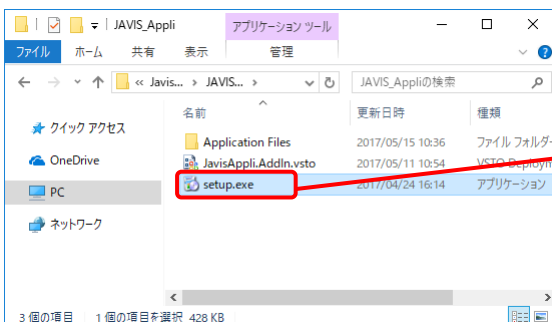 JAVIS_Appli
アプリケーション ツール
ファイル ホーム 共有 表示 管理
« Javis... › JAVIS... ›
JAVIS_Appliの検索
名前 更新日時 種類
クイック アクセス
OneDrive
PC
ネットワーク
Application Files 2017/05/15 10:36 ファイル フォルダー
JavisAppli.AddIn.vsto 2017/05/11 10:54 VSTO Deploym
setup.exe 2017/04/24 16:14 アプリケーション
3 個の項目 1 個の項目を選択 428 KB